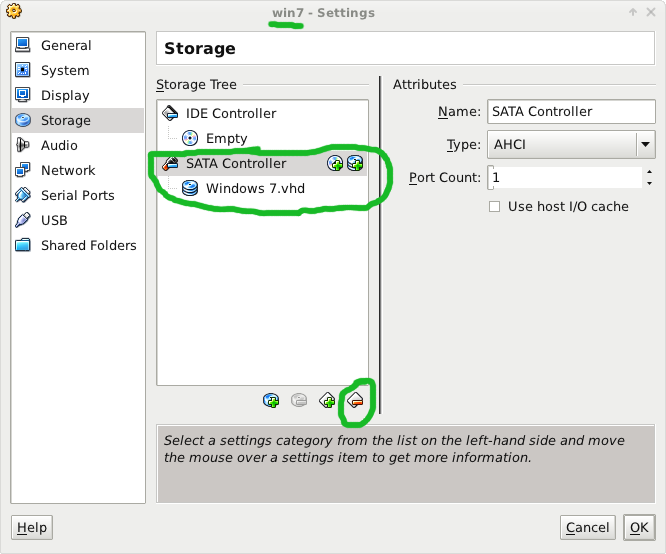 win7 - Settings
General
System
Display
Storage
Audio
Network
Serial Ports
USB
Shared Folders
Storage
Storage Tree
IDE Controller
Empty
SATA Controller
Windows 7.vhd
Attributes
Name: SATA Controller
Type: AHCI
Port Count: 1
Use host I/O cache
Select a settings category from the list on the left-hand side and move
the mouse over a settings item to get more information.
Help
Cancel
OK